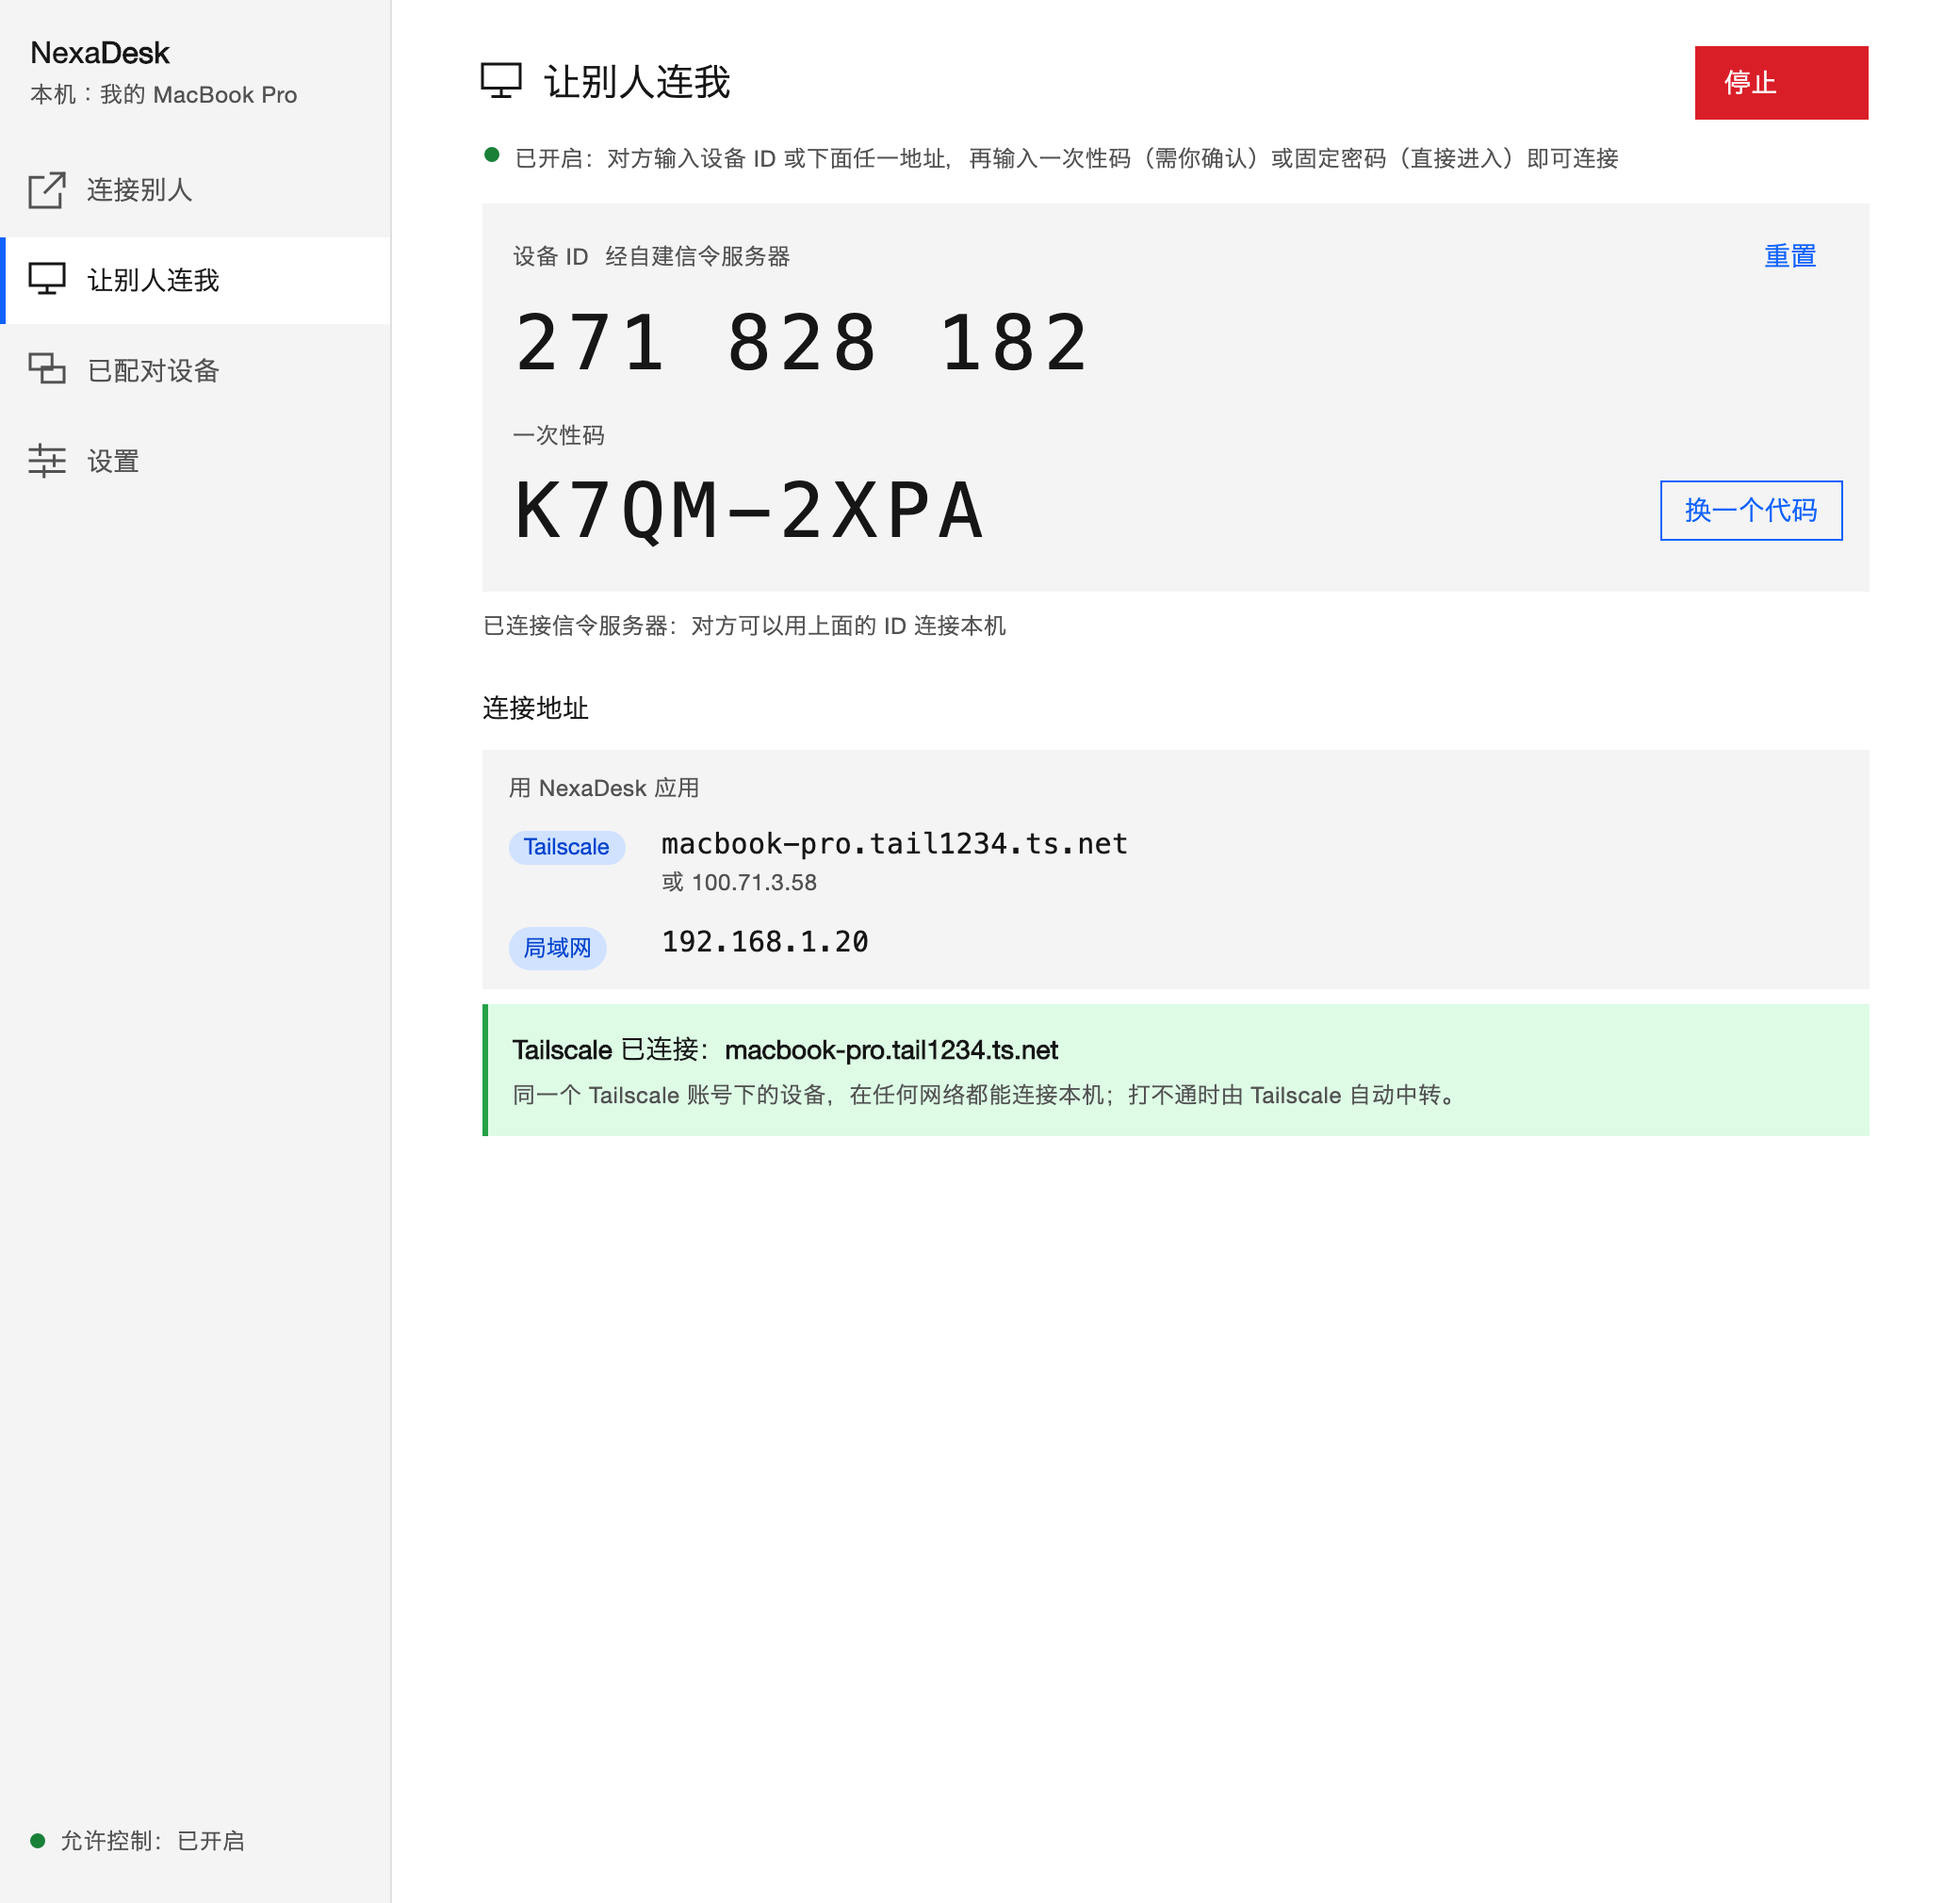 NexaDesk
本机：我的 MacBook Pro
连接别人
让别人连我
已配对设备
设置
允许控制：已开启
让别人连我
停止
已开启：对方输入设备 ID 或下面任一地址，再输入一次性码（需你确认）或固定密码（直接进入）即可连接
设备 ID 经自建信令服务器
重置
271 828 182
一次性码
K7QM-2XPA
换一个代码
已连接信令服务器：对方可以用上面的 ID 连接本机
连接地址
用 NexaDesk 应用
Tailscale macbook-pro.tail1234.ts.net
或 100.71.3.58
局域网 192.168.1.20
Tailscale 已连接：macbook-pro.tail1234.ts.net
同一个 Tailscale 账号下的设备，在任何网络都能连接本机；打不通时由 Tailscale 自动中转。